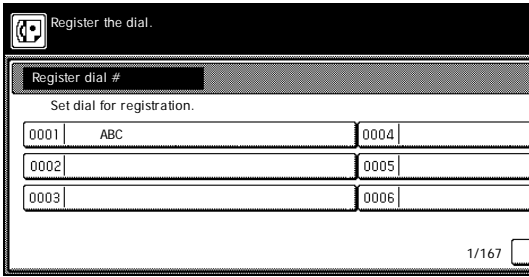 Register the dial.
Register dial #
Set dial for registration.
0001 ABC 0004
0002 0005
0003 0006
1/167